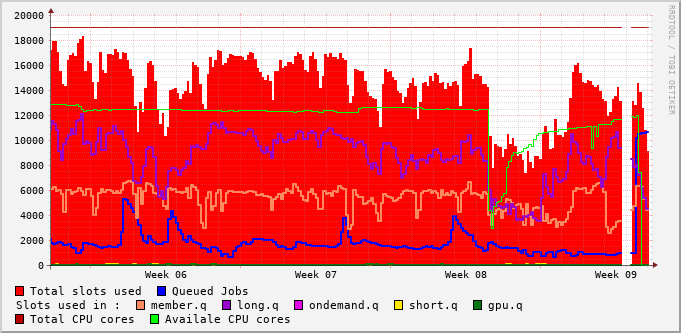 20000
18000
16000
14000
12000
10000
8000
6000
4000
2000
0
Week 06 Week 07 Week 08 Week 09
RRDTOOL / TOBI OETIKER
Total slots used Queued Jobs
Slots used in : member.q long.q ondemand.q short.q gpu.q
Total CPU cores Availale CPU cores